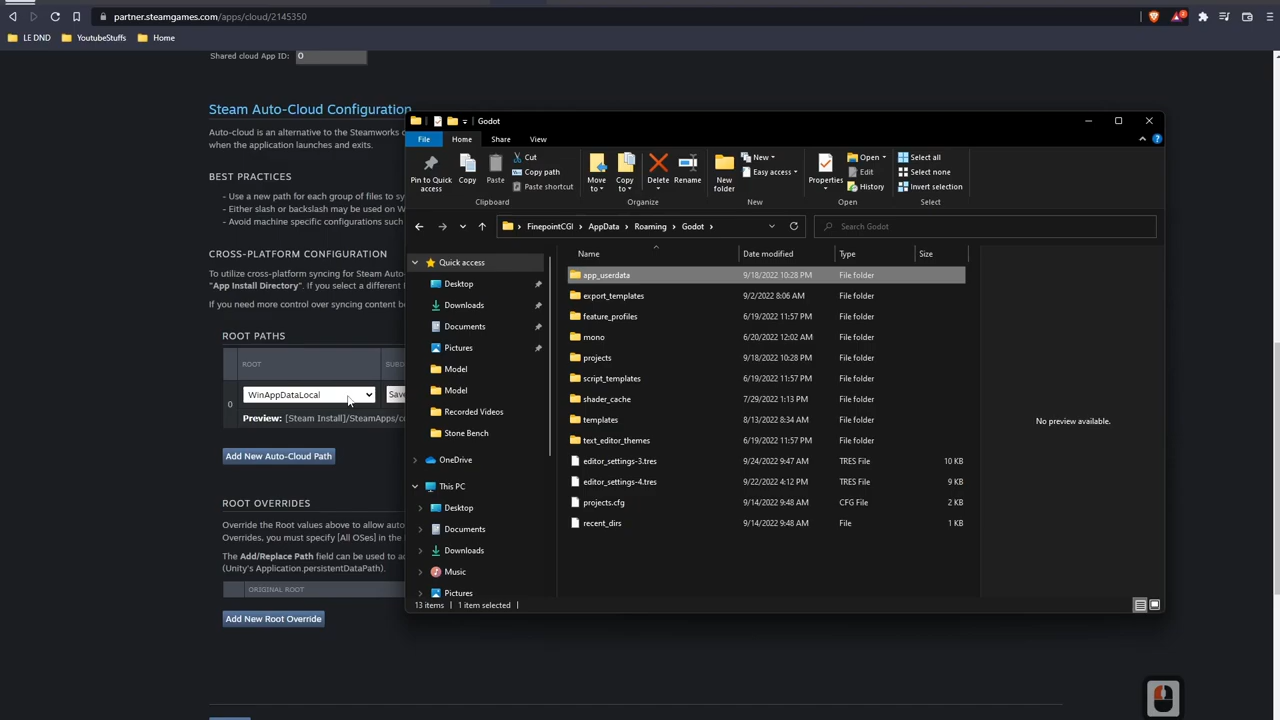 partner.steamgames.com/apps/cloud/2145350
LE DND
YoutubeStuffs
Home
Shared cloud App ID:
0
Steam Auto-Cloud Configuration
Auto-cloud is an alternative to the Steamworks
when the application launches and exits.
BEST PRACTICES
- Use a new path for each group of files to
- Either slash or backslash may be used on W
- Avoid machine specific configurations such
CROSS-PLATFORM CONFIGURATION
To utilize cross-platform syncing for Steam
"App Install Directory". If you select a different
If you need more control over syncing content
ROOT PATHS
ROOT
0
WinAppDataLocal
Save
Preview: [Steam Install]/SteamApps/co
Add New Auto-Cloud Path
ROOT OVERRIDES
Override the Root values above to allow
Overrides, you must specify [All OSes] in the
The Add/Replace Path field can be used to
(Unity's Application.persistentDataPath).
ORIGINAL ROOT
Add New Root Override
Godot
File
Home
Share
View
Pin to Quick access
Copy
Paste
Cut
Copy path
Paste shortcut
Clipboard
Move to
Copy to
Delete
Rename
Organize
New folder
New
Easy access
New
Properties
Open
Edit
History
Open
Select all
Select none
Invert selection
Select
FinepointCGI > AppData > Roaming > Godot >
Search Godot
Name
Date modified
Type
Size
app_userdata 9/18/2022 10:28 PM File folder
export_templates 9/2/2022 8:06 AM File folder
feature_profiles 6/19/2022 11:57 PM File folder
mono 6/20/2022 12:02 AM File folder
projects 9/18/2022 10:28 PM File folder
script_templates 6/19/2022 11:57 PM File folder
shader_cache 7/29/2022 1:13 PM File folder
templates 8/13/2022 8:34 AM File folder
text_editor_themes 6/19/2022 11:57 PM File folder
editor_settings-3.tres 9/24/2022 9:47 AM TRES File 10 KB
editor_settings-4.tres 9/22/2022 4:12 PM TRES File 9 KB
projects.cfg 9/14/2022 9:48 AM CFG File 2 KB
recent_dirs 9/14/2022 9:48 AM File 1 KB
Quick access
Desktop
Downloads
Documents
Pictures
Model
Model
Recorded Videos
Stone Bench
OneDrive
This PC
Desktop
Documents
Downloads
Music
Pictures
No preview available.
13 items
1 item selected